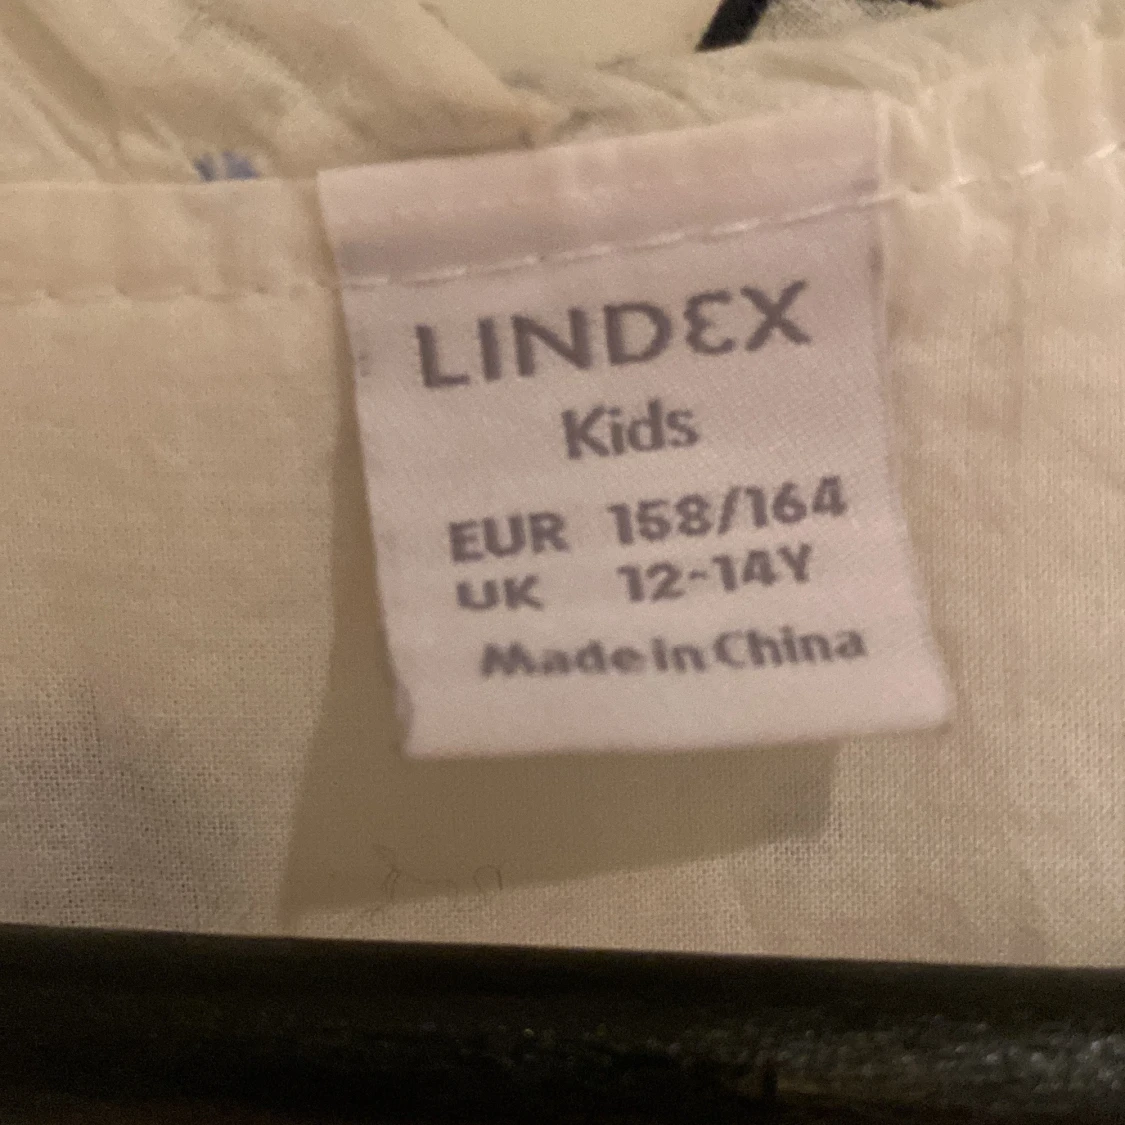 LINDEX
Kids
EUR 158/164
UK 12-14Y
Made in China